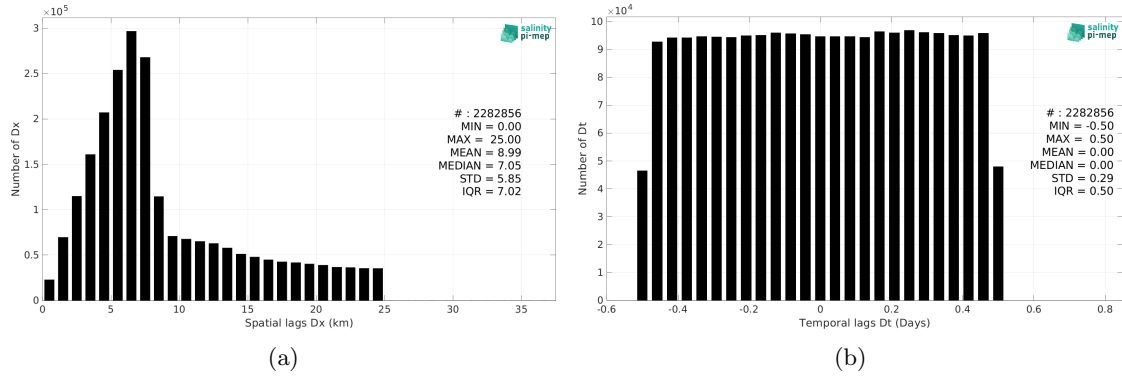 ×10⁵
3
2.5
2
1.5
1
0.5
0
Number of Dx
salinity
pi-mep
# : 2282856
MIN = 0.00
MAX = 25.00
MEAN = 8.99
MEDIAN = 7.05
STD = 5.85
IQR = 7.02
0 5 10 15 20 25 30 35
Spatial lags Dx (km)
(a)
×10⁴
10
9
8
7
6
5
4
3
2
1
0
Number of Dt
salinity
pi-mep
# : 2282856
MIN = -0.50
MAX = 0.50
MEAN = 0.00
MEDIAN = 0.00
STD = 0.29
IQR = 0.50
-0.6 -0.4 -0.2 0 0.2 0.4 0.6 0.8
Temporal lags Dt (Days)
(b)